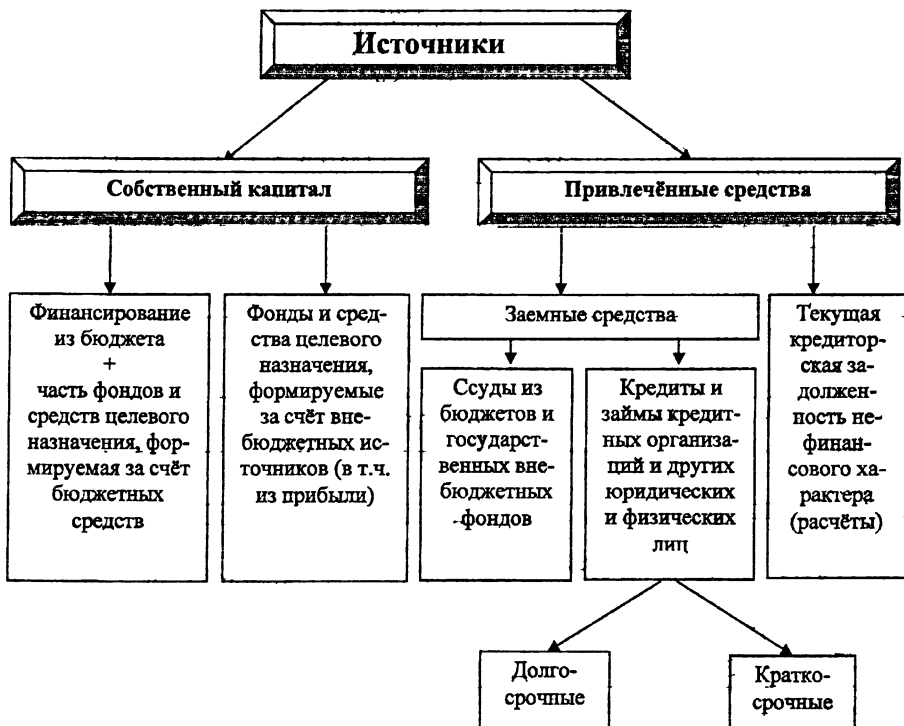 Источники
Собственный капитал
Привлечённые средства
Финансирование
из бюджета
+
часть фондов и
средств целевого
назначения, фор-
мируемая за счёт
бюджетных
средств
Фонды и сред-
ства целевого
назначения,
формируемые
за счёт вне-
бюджетных ис-
точников (в т.ч.
из прибыли)
Заемные средства
Ссуды из
бюджетов и
государст-
венных вне-
бюджетных
фондов
Кредиты и
займы кредит-
ных организа-
ций и других
юридических
и физических
лиц
Текущая
кредитор-
ская за-
долже��-
ность не-
финан-
сового ха-
рактера
(расчёты)
Долго-
срочные
Кратко-
срочные